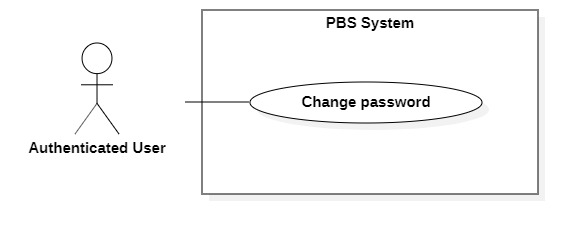 PBS System
Change password
Authenticated User